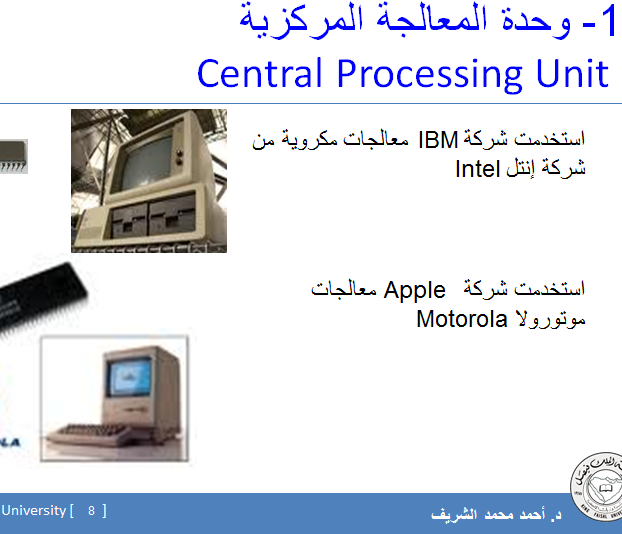 1- وحدة المعالجة المركزية
Central Processing Unit
استخدمت شركة IBM معالجات مكروية من
شركة إنتل Intel
استخدمت شركة Apple معالجات
موتورولا Motorola
University [ 8 ]
د. أحمد محمد الشريف